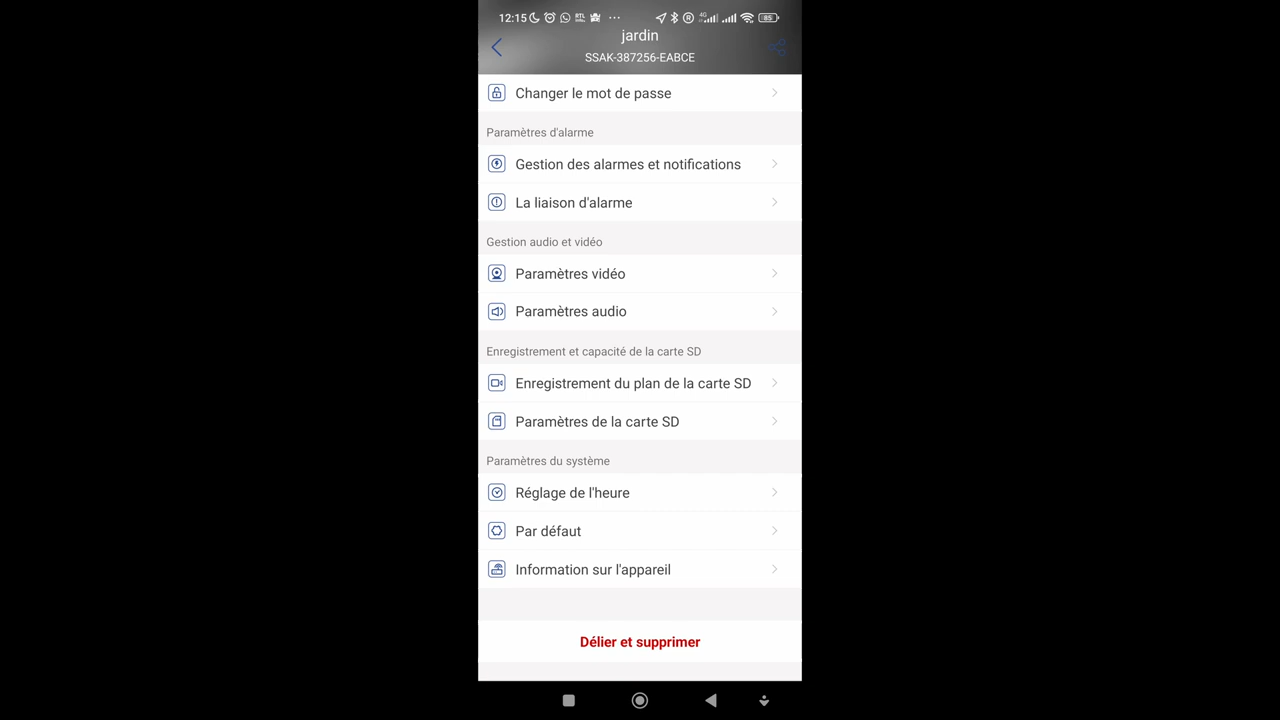 12:15 RTL 4G 85
jardin
SSAK-387256-EABCE
Changer le mot de passe
Paramètres d'alarme
Gestion des alarmes et notifications
La liaison d'alarme
Gestion audio et vidéo
Paramètres vidéo
Paramètres audio
Enregistrement et capacité de la carte SD
Enregistrement du plan de la carte SD
Paramètres de la carte SD
Paramètres du système
Réglage de l'heure
Par défaut
Information sur l'appareil
Délier et supprimer